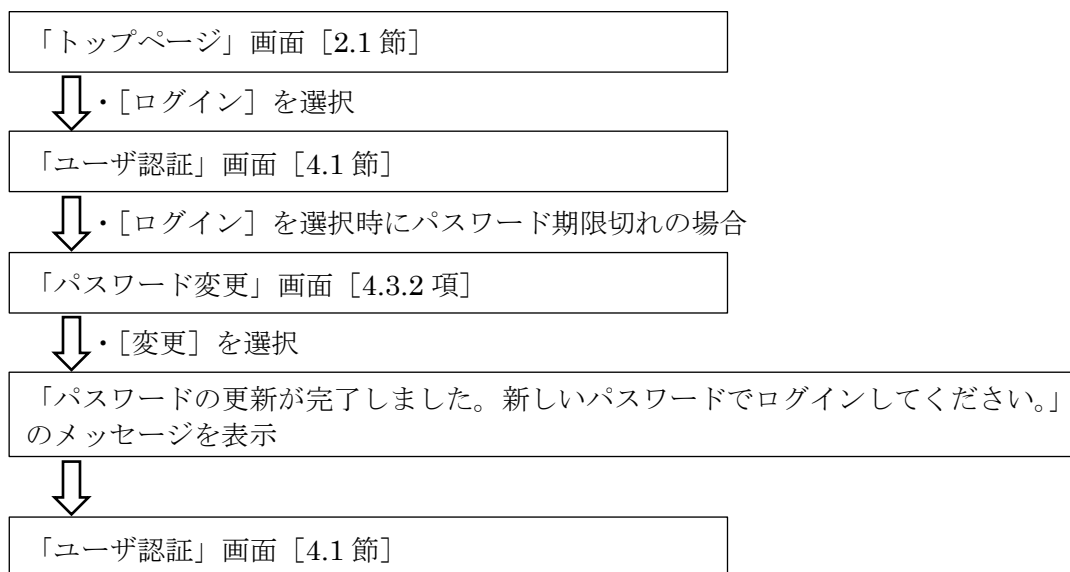 「トップページ」画面［2.1 節］
・［ログイン］を選択
「ユーザ認証」画面［4.1 節］
・［ログイン］を選択時にパスワード期限切れの場合
「パスワード変更」画面［4.3.2 項］
・［変更］を選択
「パスワードの更新が完了しました。新しいパスワードでログインしてください。」
のメッセージを表示
「ユーザ認証」画面［4.1 節］